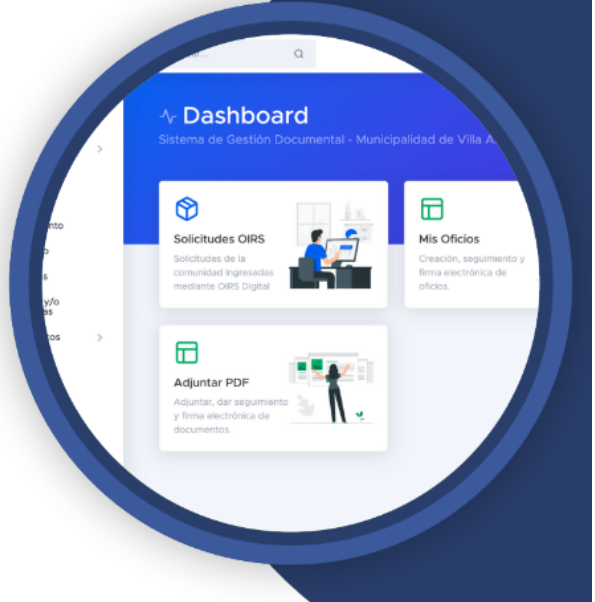 Dashboard
Sistema de Gestión Documental - Municipalidad de Villa A
Solicitudes OIRS
Solicitudes de la
comunidad ingresadas
mediante OIRS Digital
Mis Oficios
Creación, seguimiento y
firma electrónica de
oficios.
y/o
Adjuntar PDF
Adjuntar, dar seguimiento
y firma electrónica de
documentos.